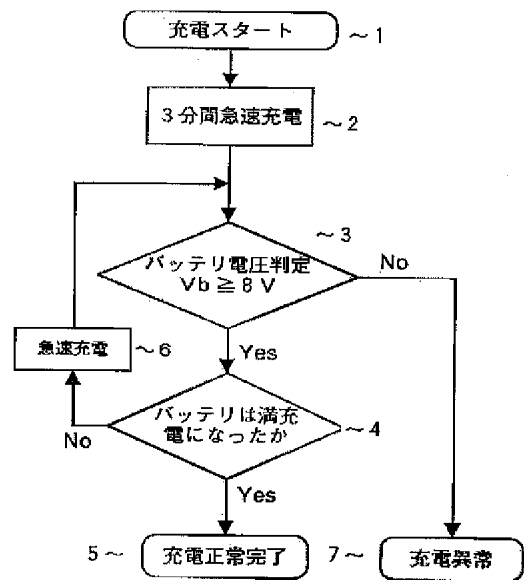 充電スタート ～1
3分間急速充電 ～2
～3
バッテリ電圧判定
Vb ≧ 8 V
No
急速充電 ～6
Yes
バッテリは満充
電になったか
～4
No
Yes
5～ 充電正常完了
7～ 充電異常